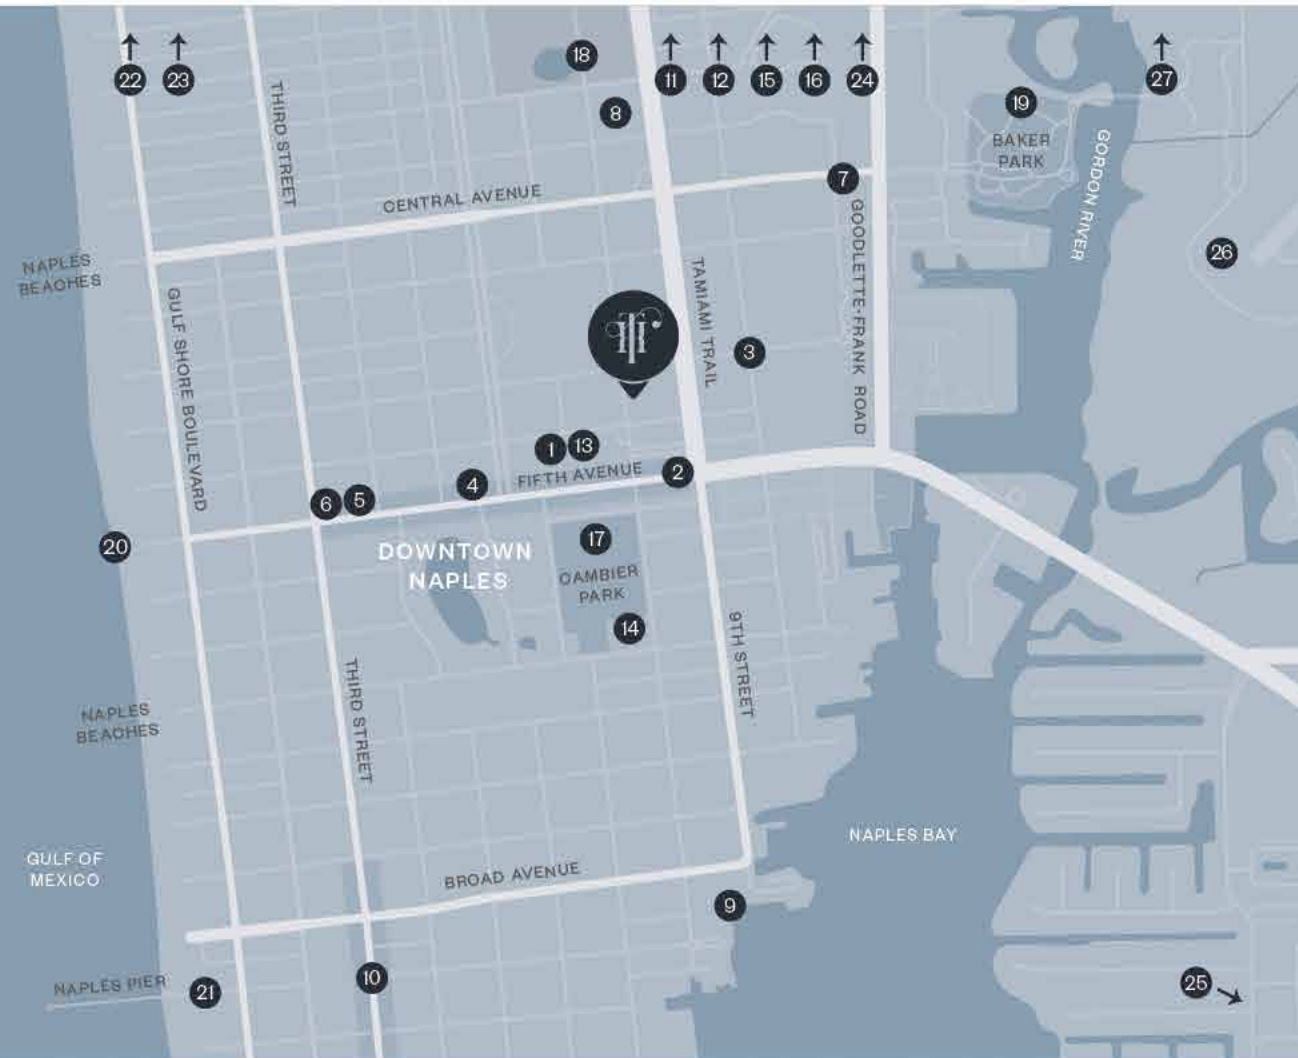 18
22
23
11
12
15
16
24
27
8
19
BAKER
PARK
THIRD STREET
GORDON RIVER
7
CENTRAL AVENUE
GOODLETTE-FRANK ROAD
NAPLES
BEACHES
26
TAMIAMI TRAIL
GULF SHORE BOULEVARD
3
1
13
FIFTH AVENUE
2
4
6
5
20
17
DOWNTOWN
NAPLES
CAMBIER
PARK
14
9TH STREET
THIRD STREET
NAPLES
BEACHES
NAPLES BAY
GULF OF
MEXICO
BROAD AVENUE
9
10
NAPLES PIER
21
25